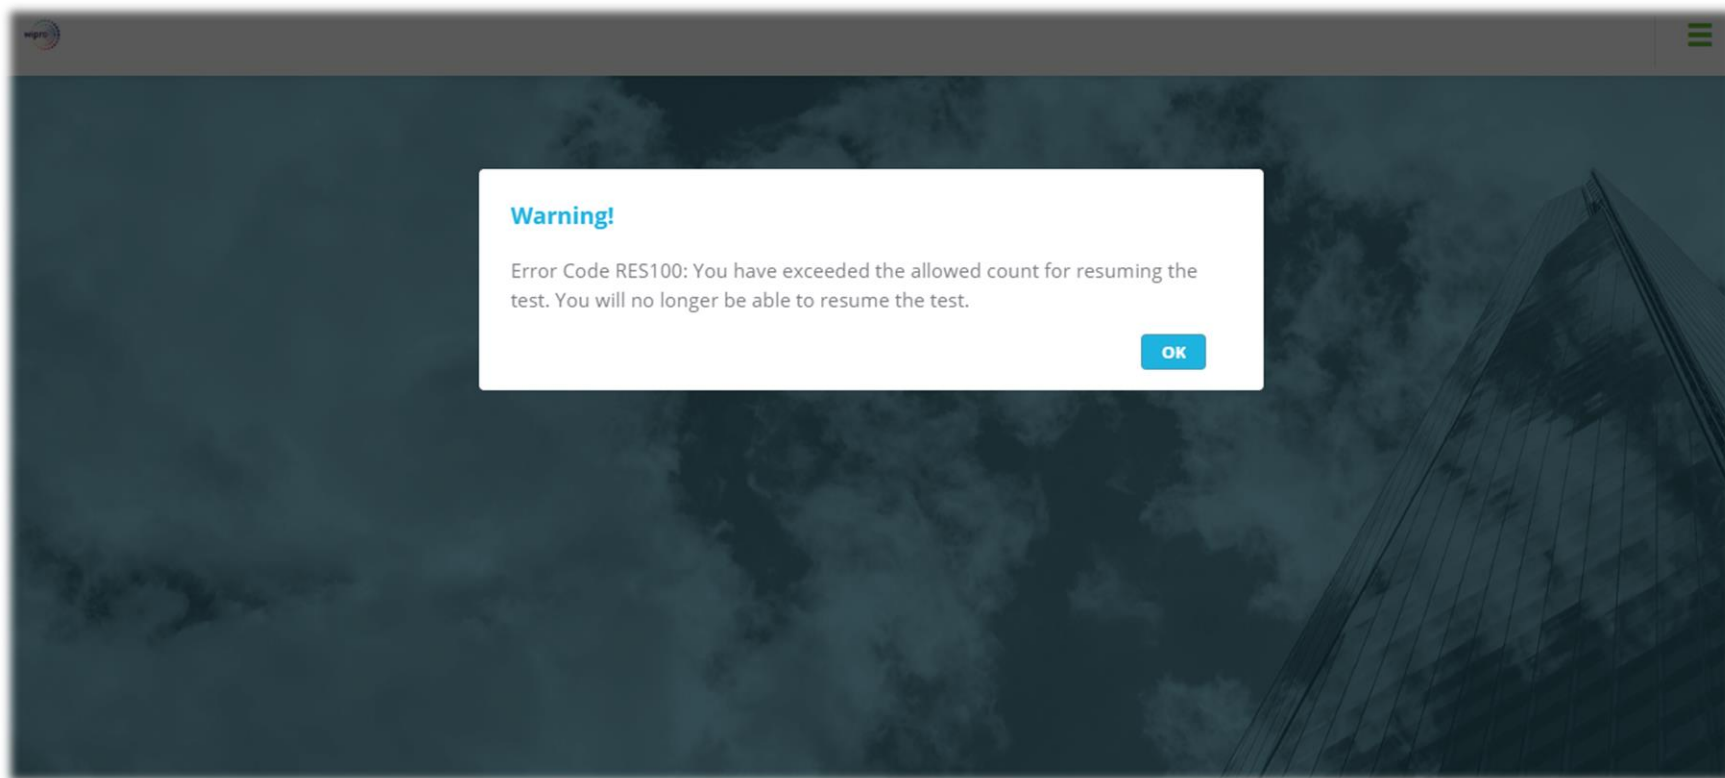 wipro
Warning!
Error Code RES100: You have exceeded the allowed count for resuming the
test. You will no longer be able to resume the test.
OK